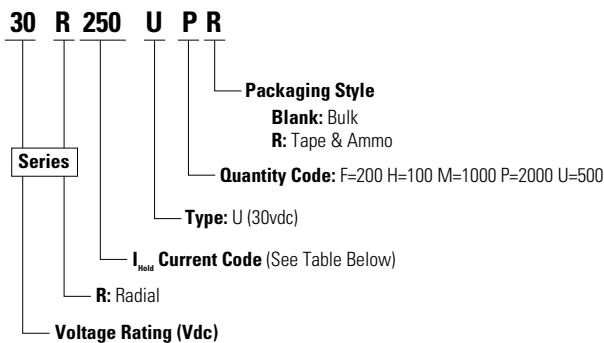 30 R 250 U P R
Packaging Style
Blank: Bulk
R: Tape & Ammo
Series
Quantity Code: F=200 H=100 M=1000 P=2000 U=500
Type: U (30vdc)
IHold Current Code (See Table Below)
R: Radial
Voltage Rating (Vdc)